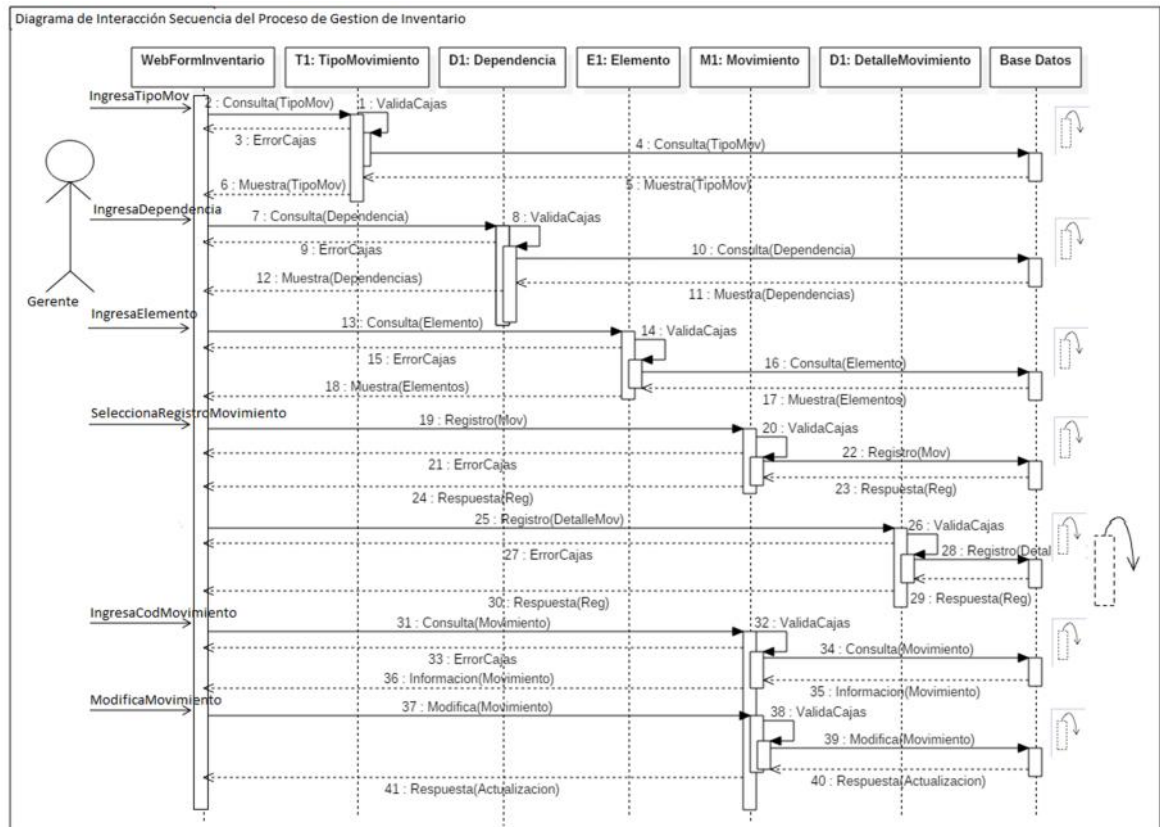 Diagrama de Interacción Secuencia del Proceso de Gestion de Inventario
WebFormInventario
T1: TipoMovimiento
D1: Dependencia
E1: Elemento
M1: Movimiento
D1: DetalleMovimiento
Base Datos
IngresaTipoMov
2 : Consulta(TipoMov)
1 : ValidaCajas
3 : ErrorCajas
4 : Consulta(TipoMov)
5 : Muestra(TipoMov)
6 : Muestra(TipoMov)
IngresaDependencia
7 : Consulta(Dependencia)
8 : ValidaCajas
9 : ErrorCajas
10 : Consulta(Dependencia)
12 : Muestra(Dependencias)
11 : Muestra(Dependencias)
Gerente
IngresaElemento
13 : Consulta(Elemento)
14 : ValidaCajas
15 : ErrorCajas
16 : Consulta(Elemento)
18 : Muestra(Elementos)
17 : Muestra(Elementos)
SeleccionaRegistroMovimiento
19 : Registro(Mov)
20 : ValidaCajas
21 : ErrorCajas
22 : Registro(Mov)
23 : Respuesta(Reg)
24 : Respuesta(Reg)
25 : Registro(DetalleMov)
26 : ValidaCajas
27 : ErrorCajas
28 : Registro(Detal
29 : Respuesta(Reg)
30 : Respuesta(Reg)
IngresaCodMovimiento
31 : Consulta(Movimiento)
32 : ValidaCajas
33 : ErrorCajas
34 : Consulta(Movimiento)
36 : Informacion(Movimiento)
35 : Informacion(Movimiento)
ModificaMovimiento
37 : Modifica(Movimiento)
38 : ValidaCajas
39 : Modifica(Movimiento)
40 : Respuesta(Actualizacion)
41 : Respuesta(Actualizacion)